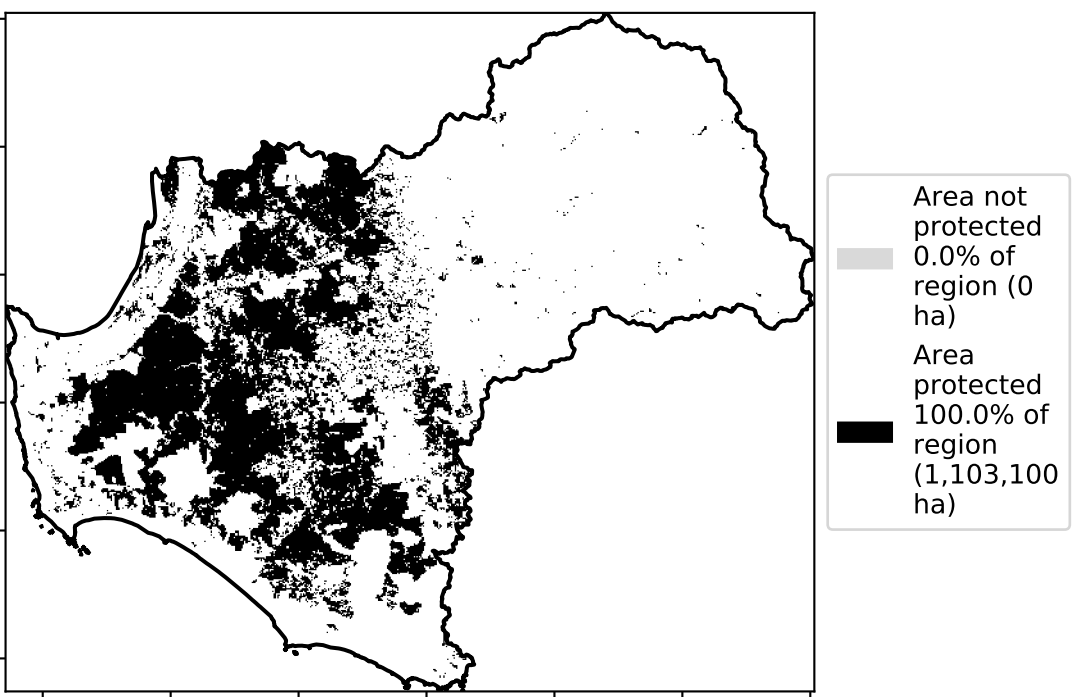 Area not
protected
0.0% of
region (0
ha)
Area
protected
100.0% of
region
(1,103,100
ha)